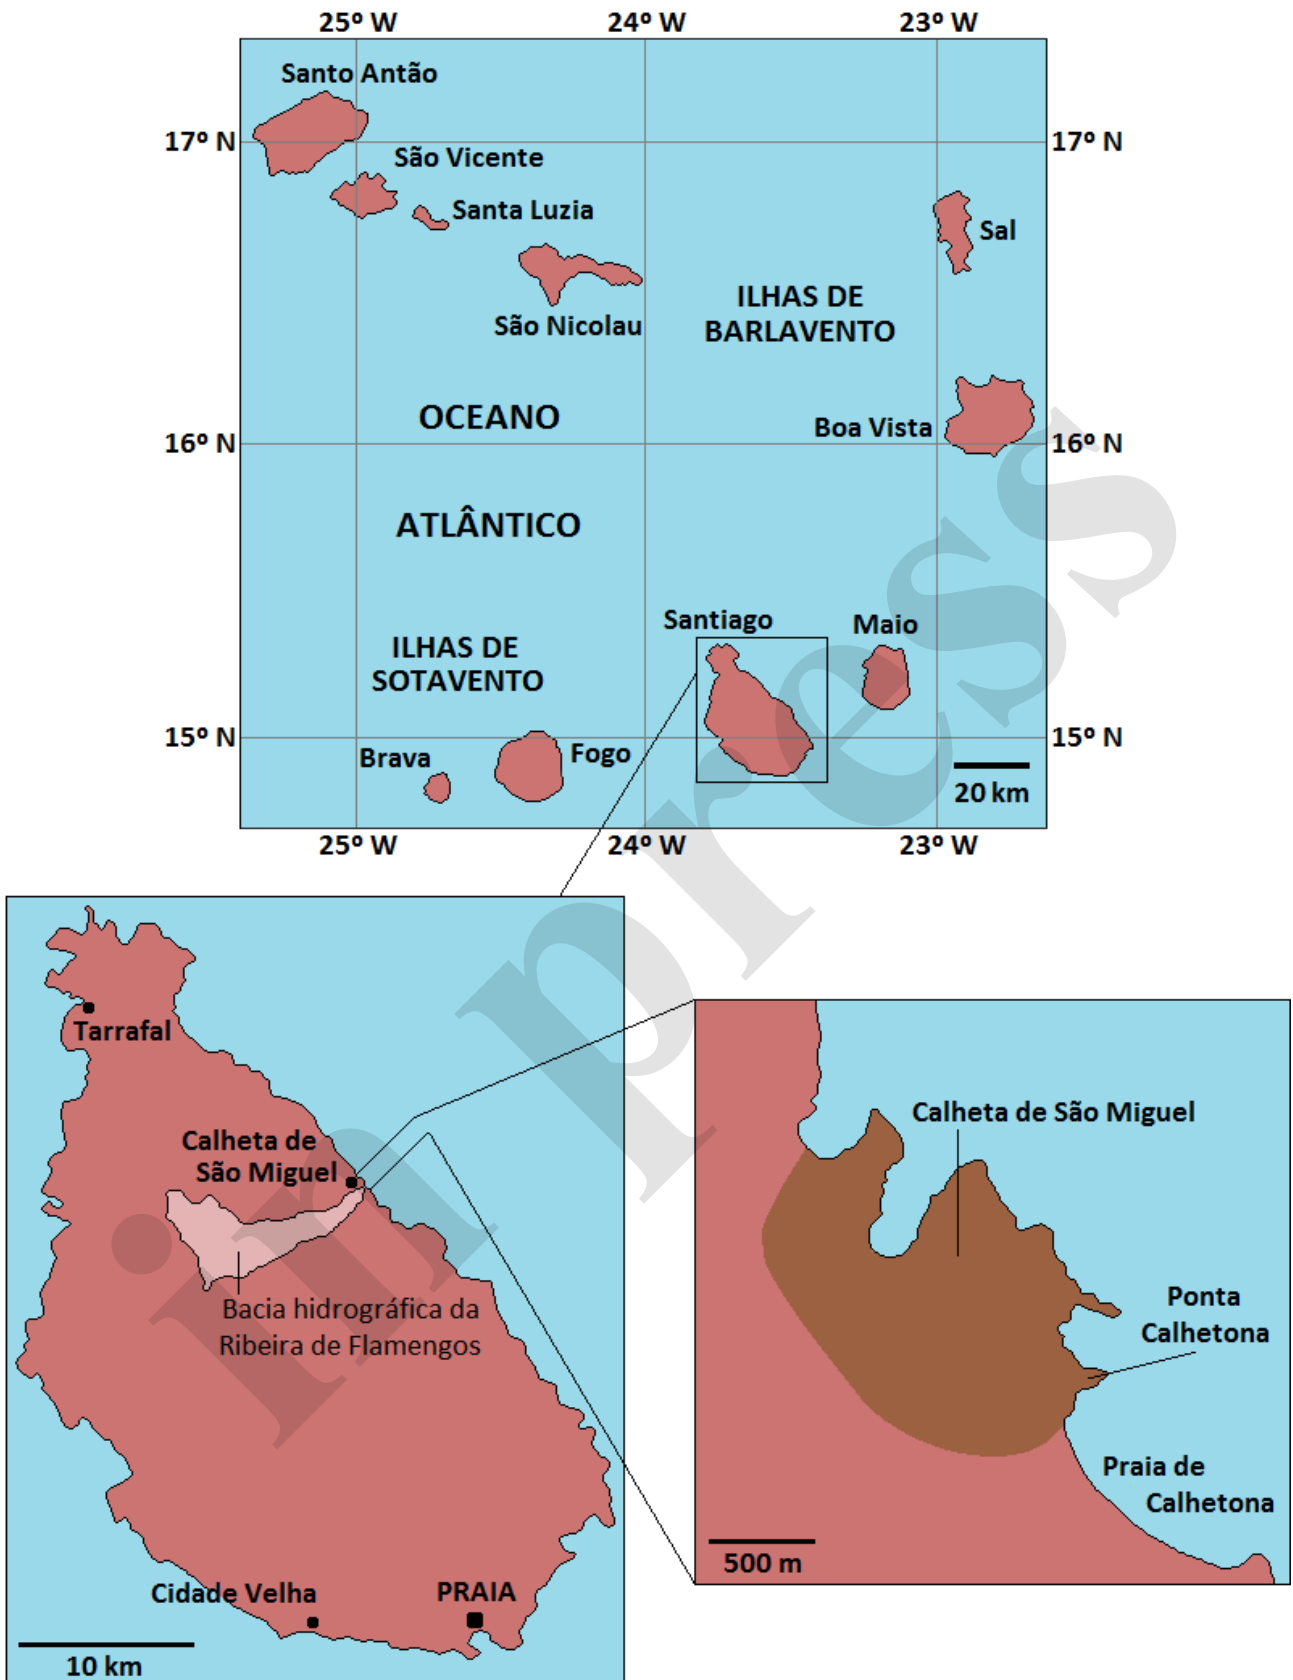 25º W 24º W 23º W
Santo Antão
17º N 17º N
São Vicente
Santa Luzia
Sal
São Nicolau
ILHAS DE
BARLAVENTO
OCEANO
Boa Vista
16º N 16º N
ATLÂNTICO
Santiago
Maio
ILHAS DE
SOTAVENTO
15º N 15º N
Brava
Fogo
20 km
25º W 24º W 23º W
Tarrafal
Calheta de
São Miguel
Bacia hidrográfica da
Ribeira de Flamengos
Cidade Velha
PRAIA
10 km
Calheta de São Miguel
Ponta
Calhetona
Praia de
Calhetona
500 m
in press